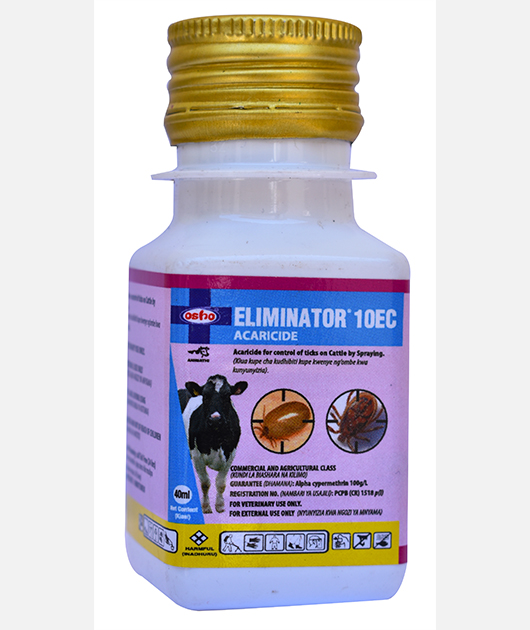 osho
ELIMINATOR 10EC
ACARICIDE
Acaricide for control of ticks on Cattle by Spraying.
(Kiua kupe cha kudhibiti kupe kwenye ng'ombe kwa
kunyunyizia).
COMMERCIAL AND AGRICULTURAL CLASS
(KUNDI LA BIASHARA NA KILIMO)
GUARANTEE (DHAMANA): Alpha cypermethrin 100g/L
REGISTRATION NO. (NAMBARI YA USAJILI): PCPB (CR) 1518
FOR VETERINARY USE ONLY.
FOR EXTERNAL USE ONLY (NYUNYIZIA KWA NGOZI YA MNYAMA)
40ml
Net Content
HARMFUL
(INADHURU)